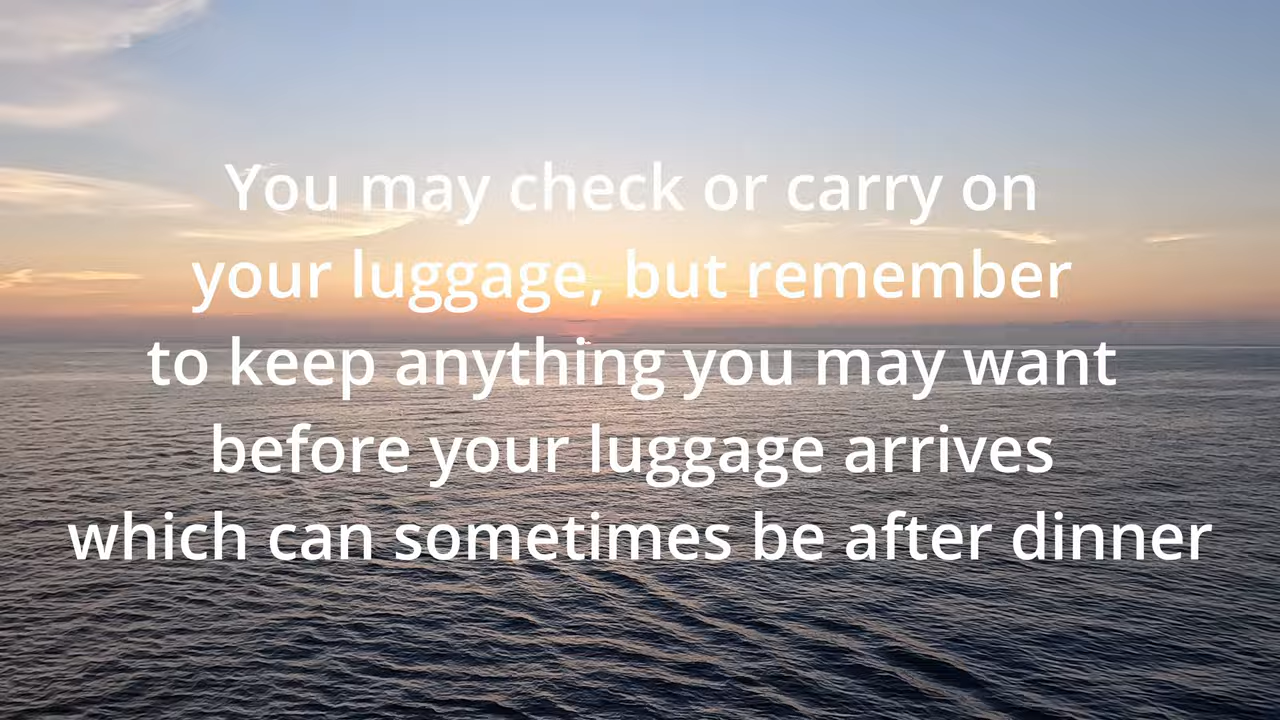 You may check or carry on
your luggage, but remember
to keep anything you may want
before your luggage arrives
which can sometimes be after dinner